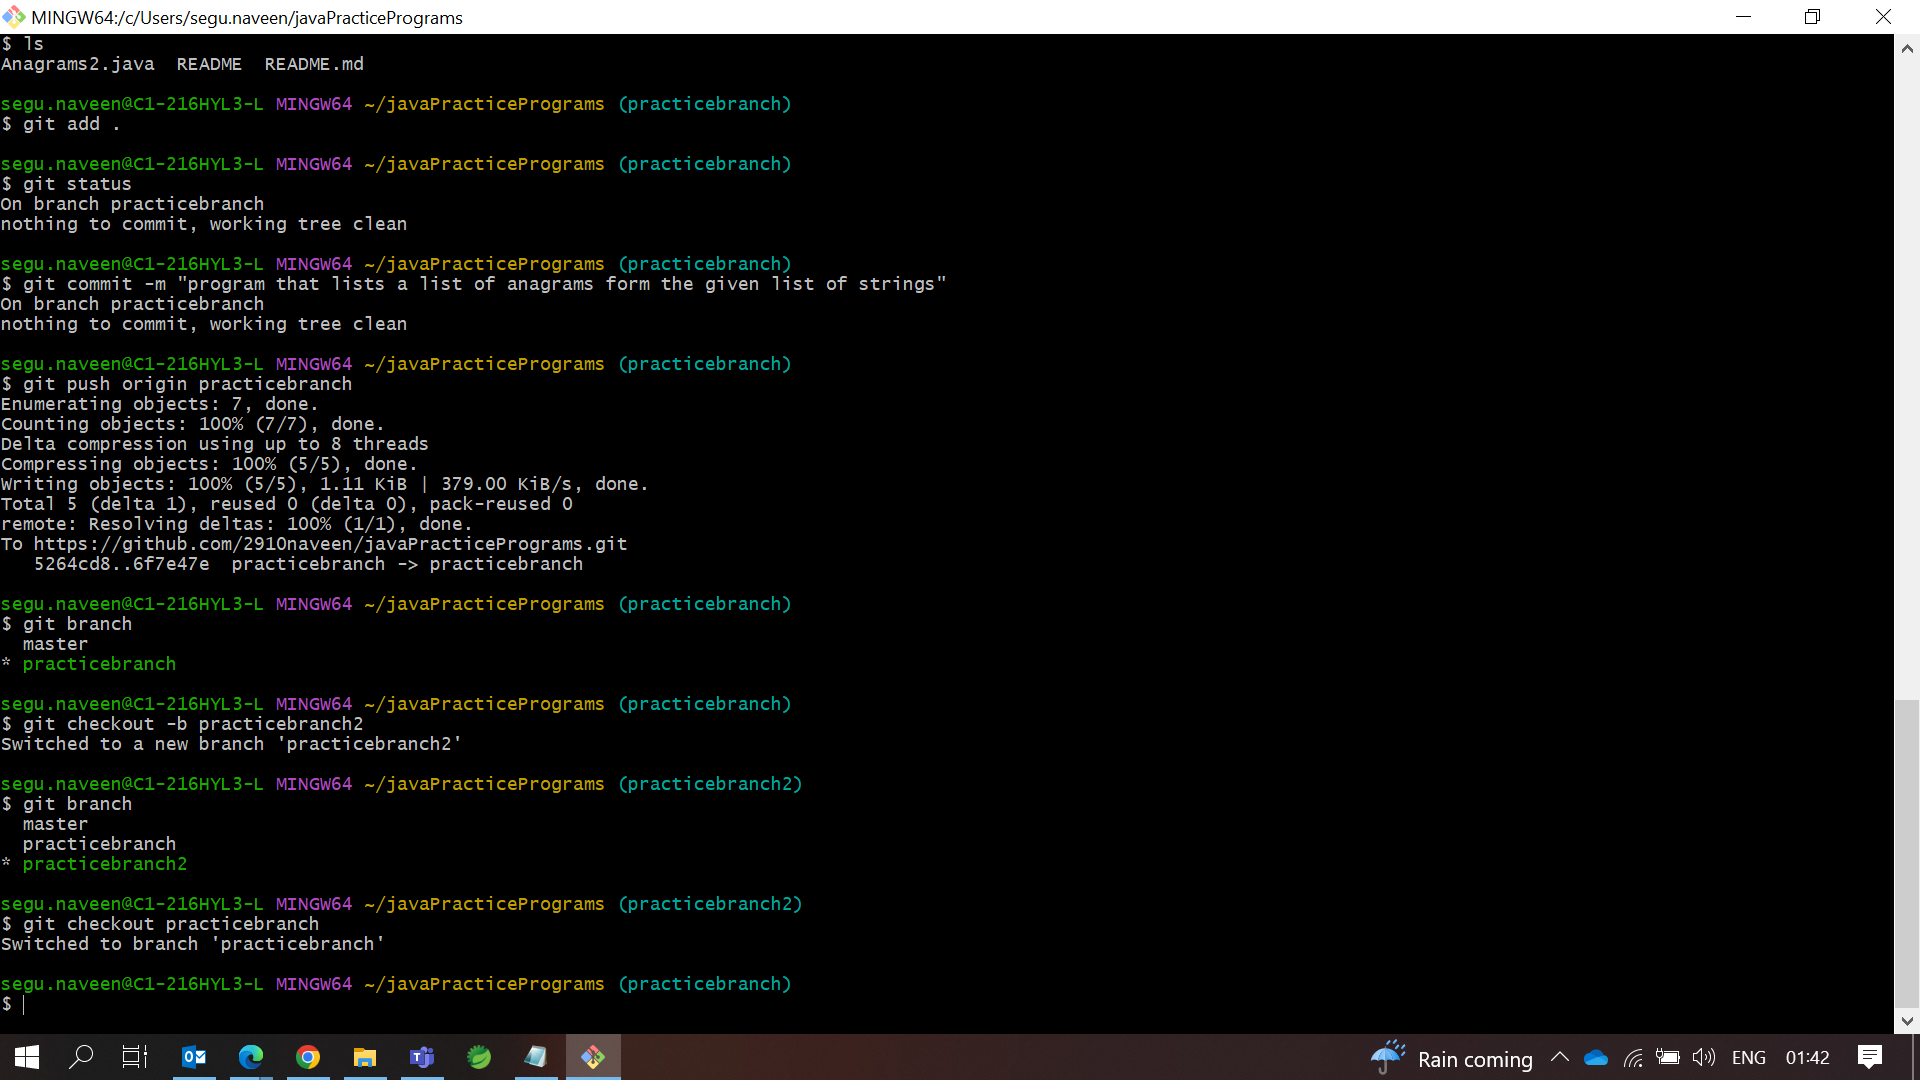 MINGW64:/c/Users/segu.naveen/javaPracticePrograms
$ ls
Anagrams2.java  README  README.md
segu.naveen@C1-216HYL3-L MINGW64 ~/javaPracticePrograms (practicebranch)
$ git add .
segu.naveen@C1-216HYL3-L MINGW64 ~/javaPracticePrograms (practicebranch)
$ git status
On branch practicebranch
nothing to commit, working tree clean
segu.naveen@C1-216HYL3-L MINGW64 ~/javaPracticePrograms (practicebranch)
$ git commit -m "program that lists a list of anagrams form the given list of strings"
On branch practicebranch
nothing to commit, working tree clean
segu.naveen@C1-216HYL3-L MINGW64 ~/javaPracticePrograms (practicebranch)
$ git push origin practicebranch
Enumerating objects: 7, done.
Counting objects: 100% (7/7), done.
Delta compression using up to 8 threads
Compressing objects: 100% (5/5), done.
Writing objects: 100% (5/5), 1.11 KiB | 379.00 KiB/s, done.
Total 5 (delta 1), reused 0 (delta 0), pack-reused 0
remote: Resolving deltas: 100% (1/1), done.
To https://github.com/2910naveen/javaPracticePrograms.git
   5264cd8..6f7e47e  practicebranch -> practicebranch
segu.naveen@C1-216HYL3-L MINGW64 ~/javaPracticePrograms (practicebranch)
$ git branch
  master
* practicebranch
segu.naveen@C1-216HYL3-L MINGW64 ~/javaPracticePrograms (practicebranch)
$ git checkout -b practicebranch2
Switched to a new branch 'practicebranch2'
segu.naveen@C1-216HYL3-L MINGW64 ~/javaPracticePrograms (practicebranch2)
$ git branch
  master
  practicebranch
* practicebranch2
segu.naveen@C1-216HYL3-L MINGW64 ~/javaPracticePrograms (practicebranch2)
$ git checkout practicebranch
Switched to branch 'practicebranch'
segu.naveen@C1-216HYL3-L MINGW64 ~/javaPracticePrograms (practicebranch)
$
Rain coming ENG 01:42